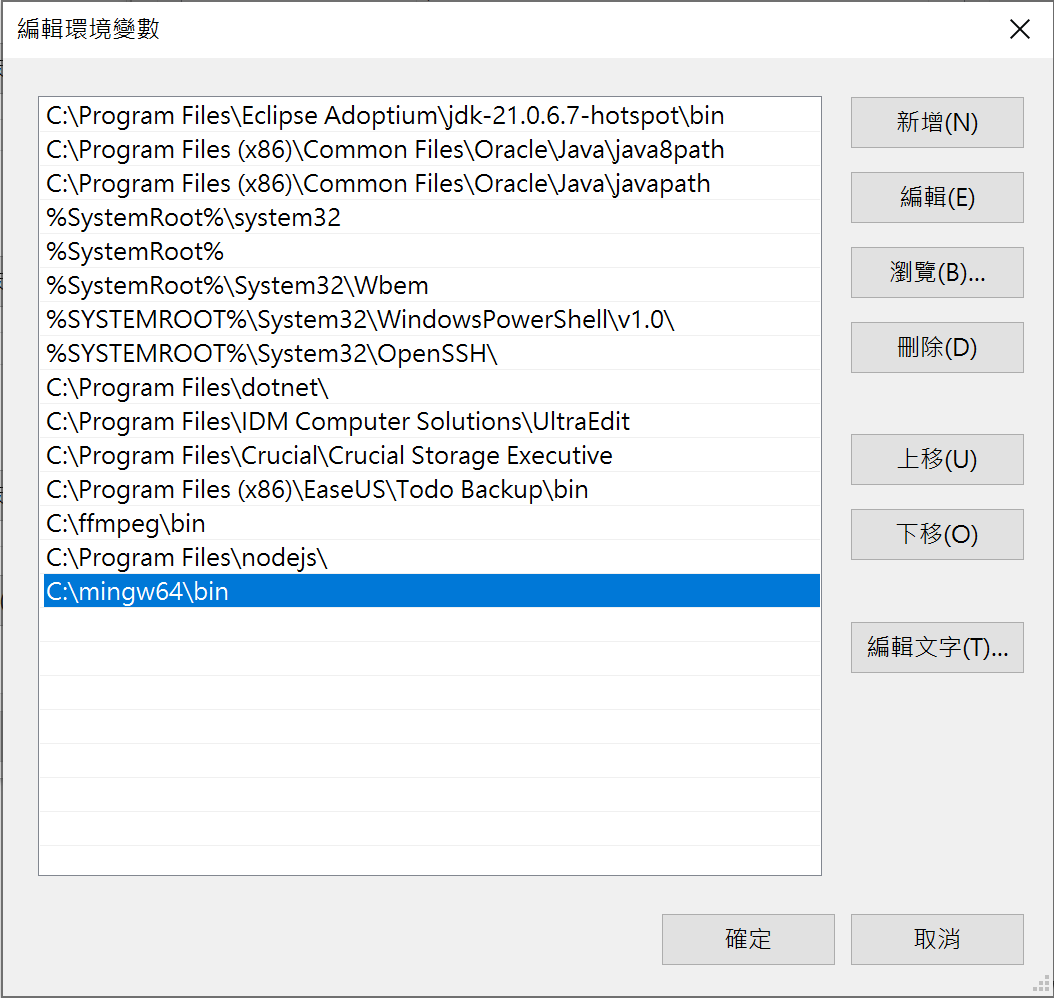 編輯環境變數
C:\Program Files\Eclipse Adoptium\jdk-21.0.6.7-hotspot\bin
C:\Program Files (x86)\Common Files\Oracle\Java\java8path
C:\Program Files (x86)\Common Files\Oracle\Java\javapath
%SystemRoot%\system32
%SystemRoot%
%SystemRoot%\System32\Wbem
%SYSTEMROOT%\System32\WindowsPowerShell\v1.0\
%SYSTEMROOT%\System32\OpenSSH\
C:\Program Files\dotnet\
C:\Program Files\IDM Computer Solutions\UltraEdit
C:\Program Files\Crucial\Crucial Storage Executive
C:\Program Files (x86)\EaseUS\Todo Backup\bin
C:\ffmpeg\bin
C:\Program Files\nodejs\
C:\mingw64\bin
新增(N)
編輯(E)
瀏覽(B)...
刪除(D)
上移(U)
下移(O)
編輯文字(T)...
確定
取消